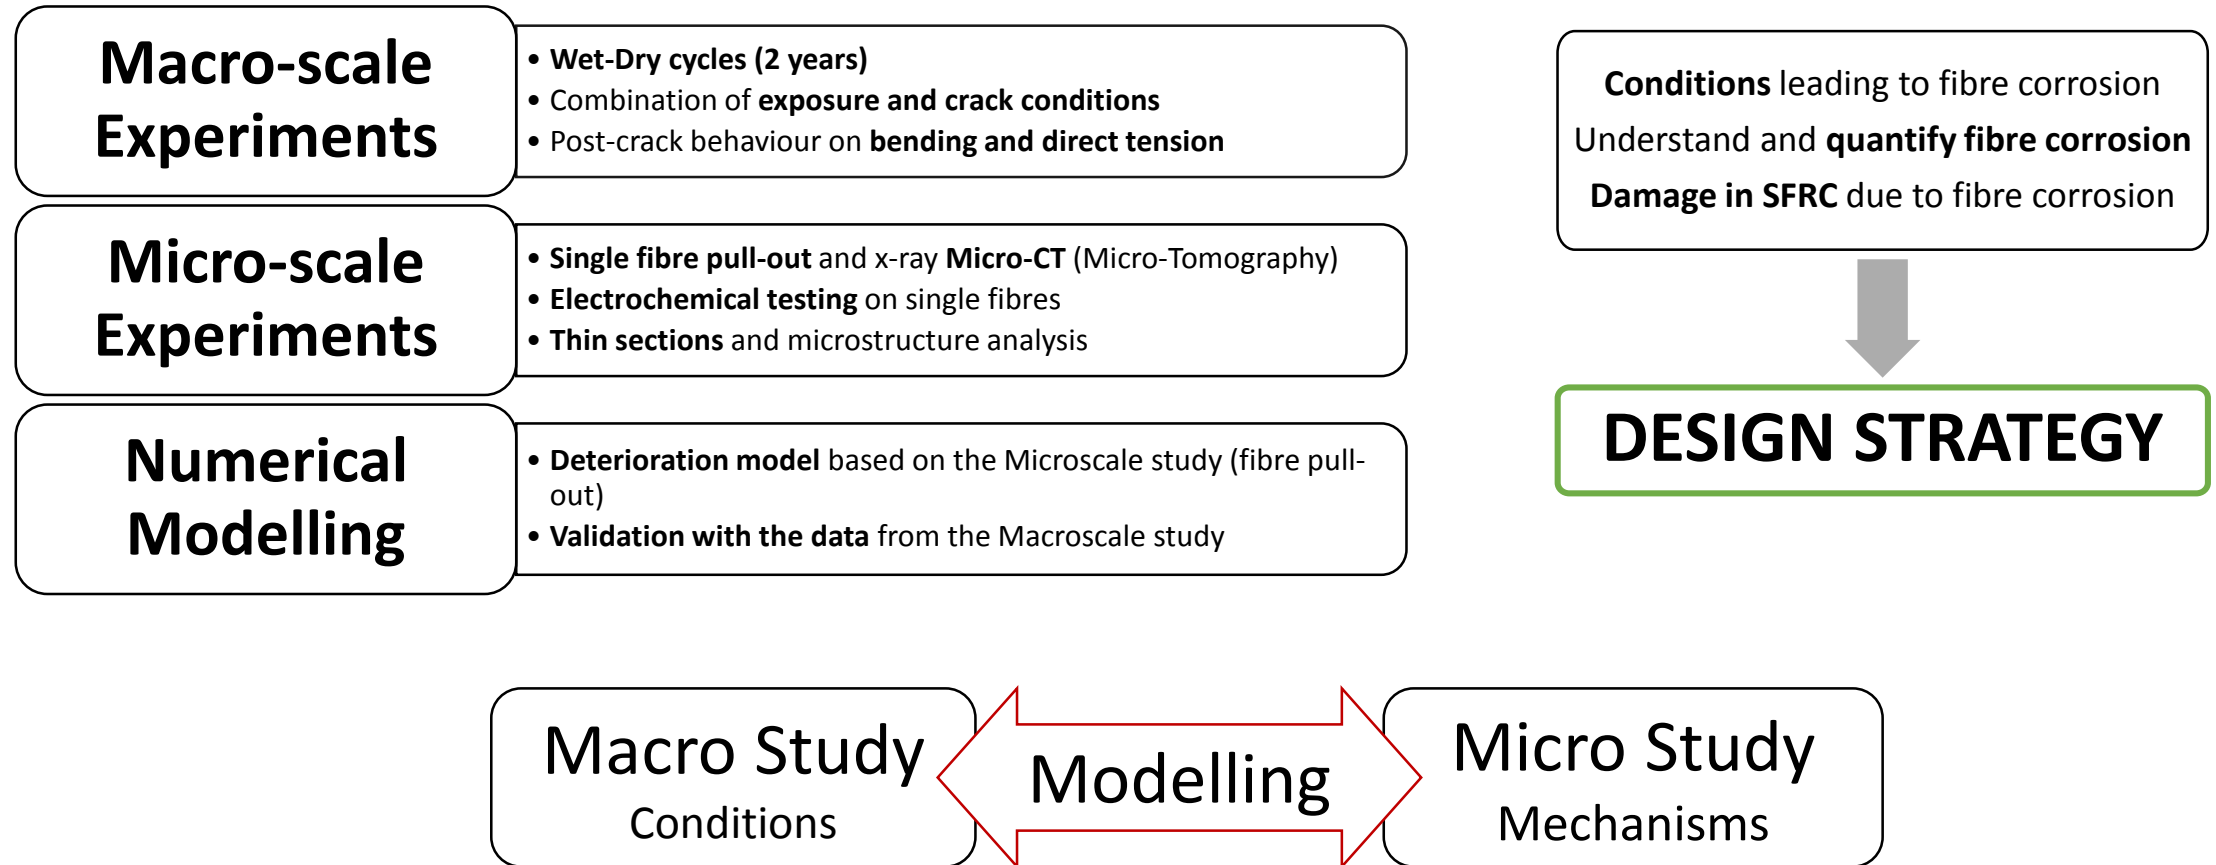 Macro-scale
Experiments
• Wet-Dry cycles (2 years)
• Combination of exposure and crack conditions
• Post-crack behaviour on bending and direct tension
Micro-scale
Experiments
• Single fibre pull-out and x-ray Micro-CT (Micro-Tomography)
• Electrochemical testing on single fibres
• Thin sections and microstructure analysis
Numerical
Modelling
• Deterioration model based on the Microscale study (fibre pull-
out)
• Validation with the data from the Macroscale study
Conditions leading to fibre corrosion
Understand and quantify fibre corrosion
Damage in SFRC due to fibre corrosion
DESIGN STRATEGY
Macro Study
Conditions
Modelling
Micro Study
Mechanisms